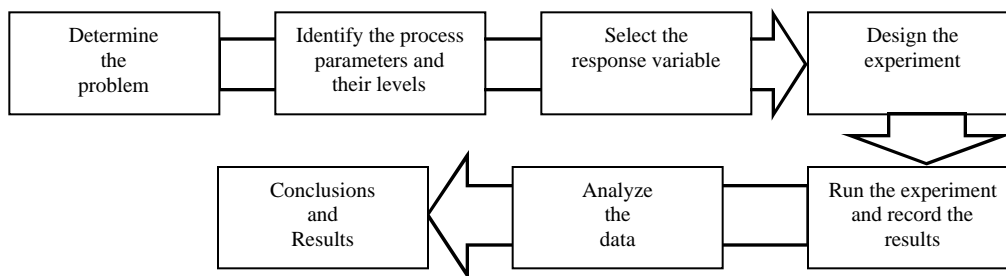 Determine
the
problem
Identify the process
parameters and
their levels
Select the
response variable
Design the
experiment
Run the experiment
and record the
results
Analyze
the
data
Conclusions
and
Results